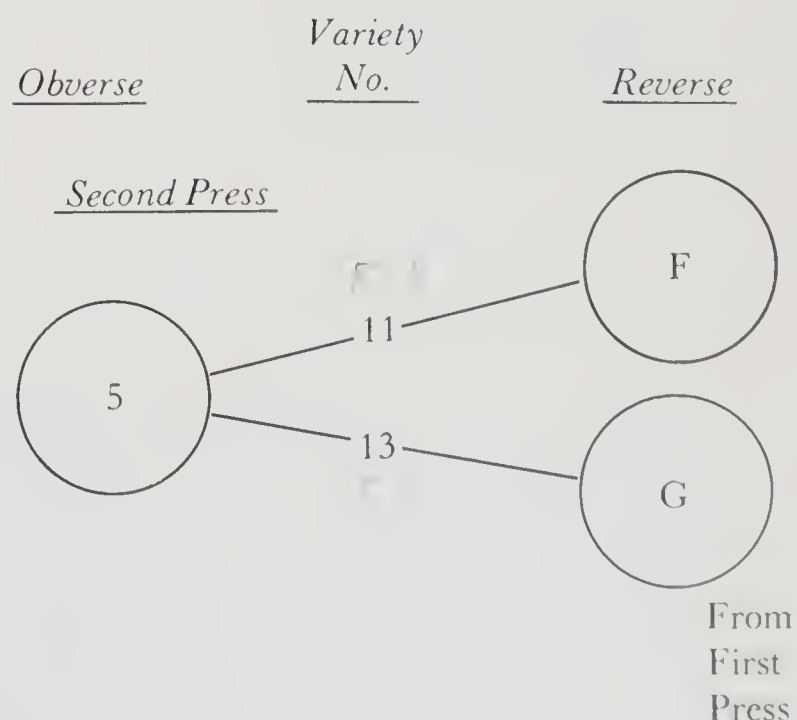 Variety
Obverse No. Reverse
Second Press
F
11
5
13
G
From
First
Press